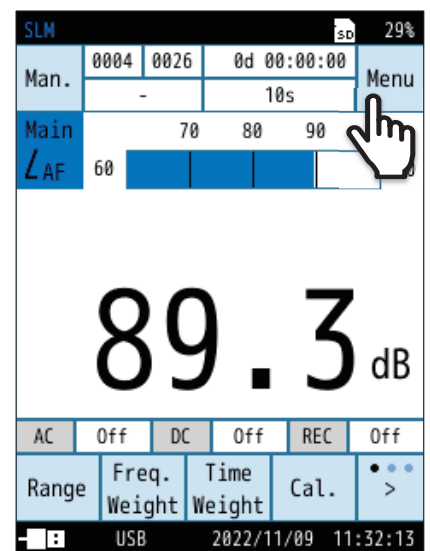 SLM SD 29%
Man. 0004 0026 0d 00:00:00 Menu
- 10s
Main 70 80 90
LAF 60
89.3 dB
AC Off DC Off REC Off
Range Freq. Weight Time Weight Cal. >
USB 2022/11/09 11:32:13